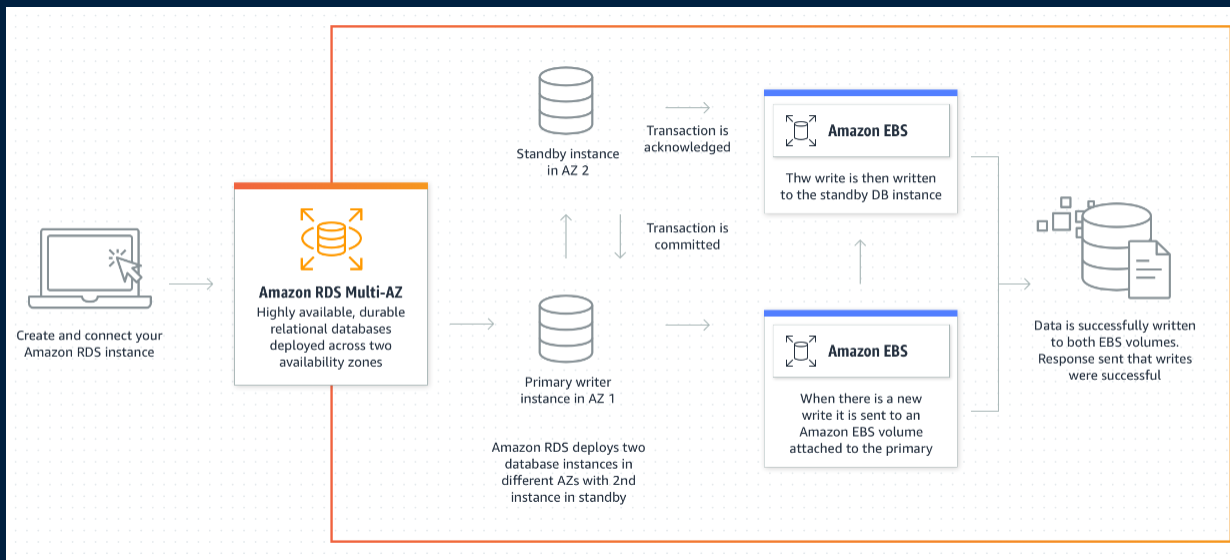 Create and connect your
Amazon RDS instance
Amazon RDS Multi-AZ
Highly available, durable
relational databases
deployed across two
availability zones
Standby instance
in AZ 2
Transaction is
acknowledged
Transaction is
committed
Primary writer
instance in AZ 1
Amazon RDS deploys two
database instances in
different AZs with 2nd
instance in standby
Amazon EBS
Thw write is then written
to the standby DB instance
Amazon EBS
When there is a new
write it is sent to an
Amazon EBS volume
attached to the primary
Data is successfully written
to both EBS volumes.
Response sent that writes
were successful